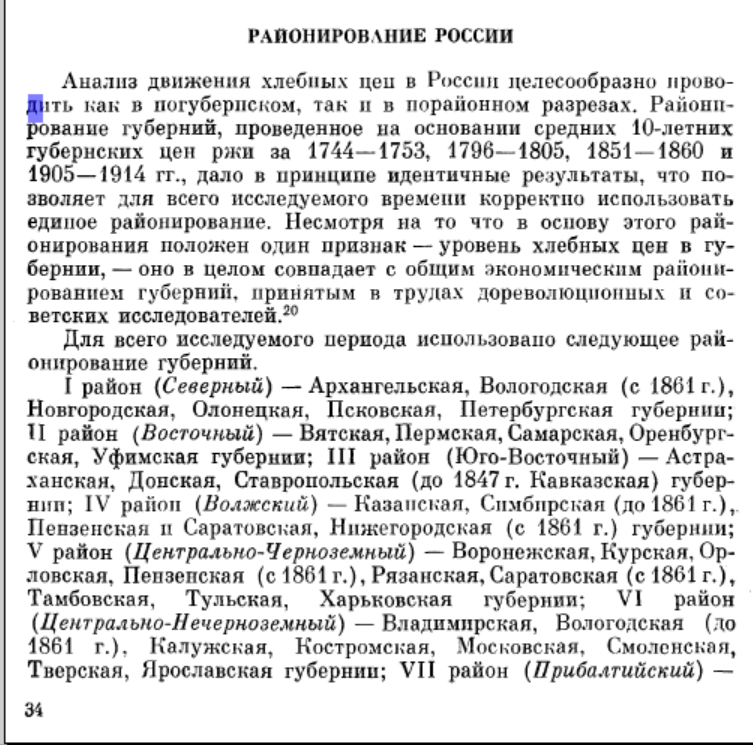 РАЙОНИРОВАНИЕ РОССИИ
Анализ движения хлебных цен в России целесообразно прово-
дить как в погубернском, так и в порайонном разрезах. Райони-
рование губерний, проведенное на основании средних 10-летних
губернских цен ржи за 1744—1753, 1796—1805, 1851—1860 и
1905—1914 гг., дало в принципе идентичные результаты, что по-
зволяет для всего исследуемого времени корректно использовать
единое районирование. Несмотря на то что в основу этого рай-
онирования положен один признак — уровень хлебных цен в гу-
бернии, — оно в целом совпадает с общим экономическим райони-
рованием губерний, принятым в трудах дореволюционных и со-
ветских исследователей.²⁰
Для всего исследуемого периода использовано следующее рай-
онирование губерний.
I район (Северный) — Архангельская, Вологодская (с 1861 г.),
Новгородская, Олонецкая, Псковская, Петербургская губернии;
II район (Восточный) — Вятская, Пермская, Самарская, Оренбург-
ская, Уфимская губернии; III район (Юго-Восточный) — Астра-
ханская, Донская, Ставропольская (до 1847 г. Кавказская) губер-
нии; IV район (Волжский) — Казанская, Симбирская (до 1861 г.),
Пензенская и Саратовская, Нижегородская (с 1861 г.) губернии;
V район (Центрально-Черноземный) — Воронежская, Курская, Ор-
ловская, Пензенская (с 1861 г.), Рязанская, Саратовская (с 1861 г.),
Тамбовская, Тульская, Харьковская губернии; VI район
(Центрально-Нечерноземный) — Владимирская, Вологодская (до
1861 г.), Калужская, Костромская, Московская, Смоленская,
Тверская, Ярославская губернии; VII район (Прибалтийский) —
34